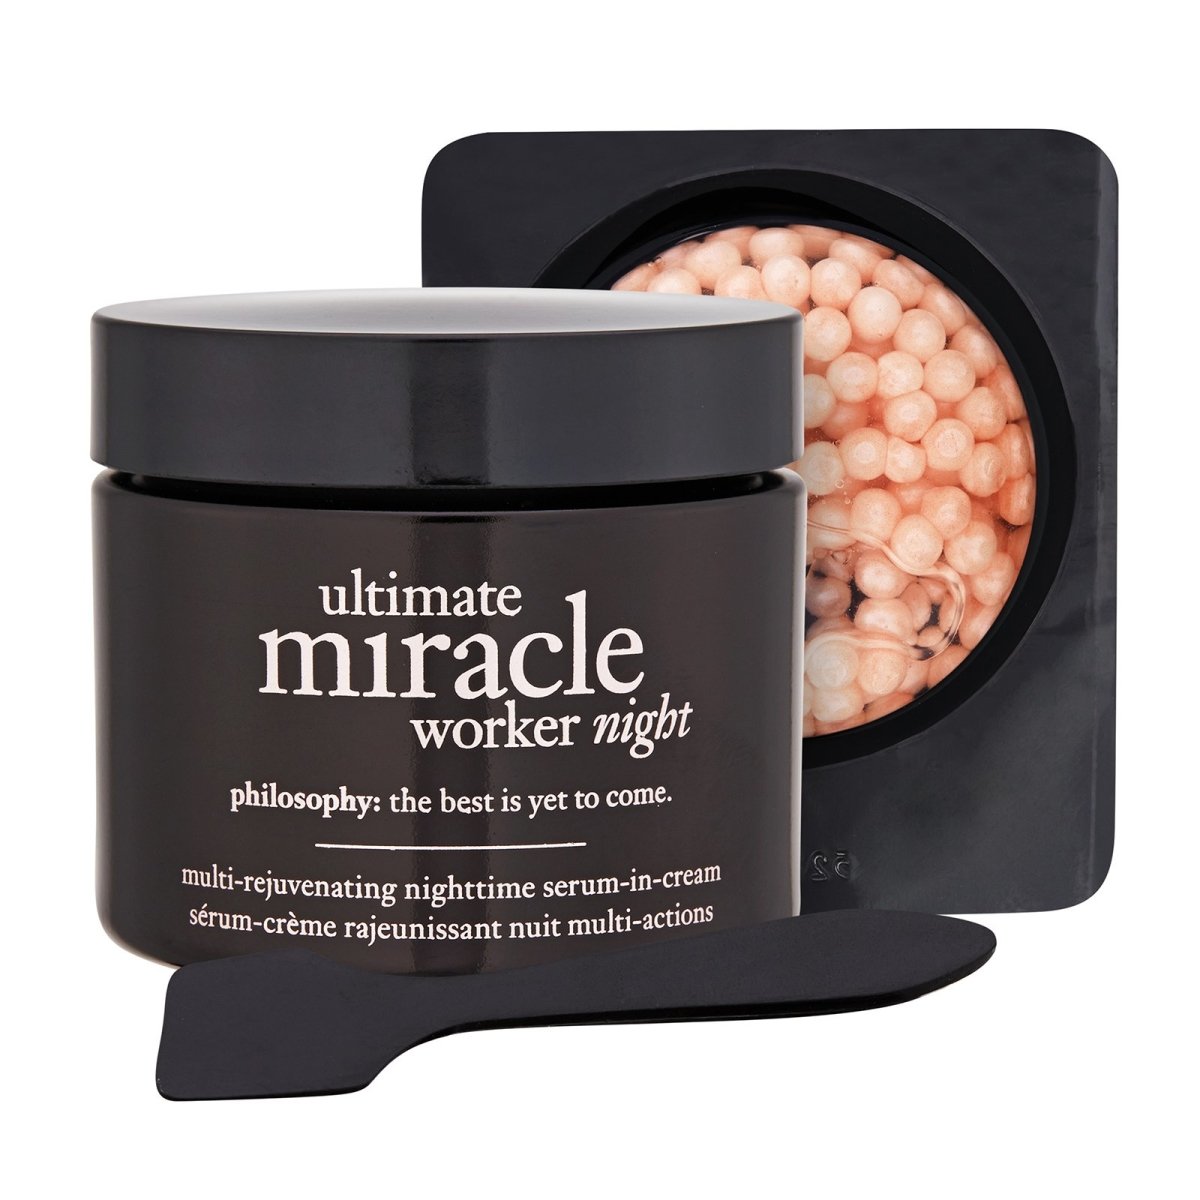 ultimate
miracle
worker night
philosophy: the best is yet to come.
multi-rejuvenating nighttime serum-in-cream
sérum-crème rajeunissant nuit multi-actions
52